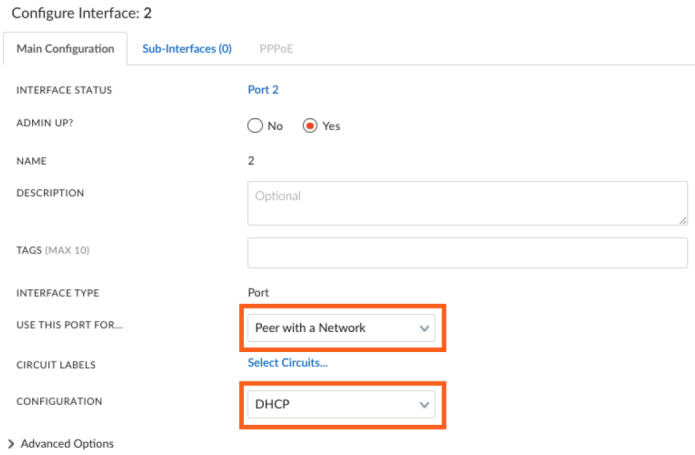 Configure Interface: 2
Main Configuration Sub-Interfaces (0) PPPoE
INTERFACE STATUS Port 2
ADMIN UP? No Yes
NAME 2
DESCRIPTION Optional
TAGS (MAX 10)
INTERFACE TYPE Port
USE THIS PORT FOR... Peer with a Network
CIRCUIT LABELS Select Circuits...
CONFIGURATION DHCP
Advanced Options